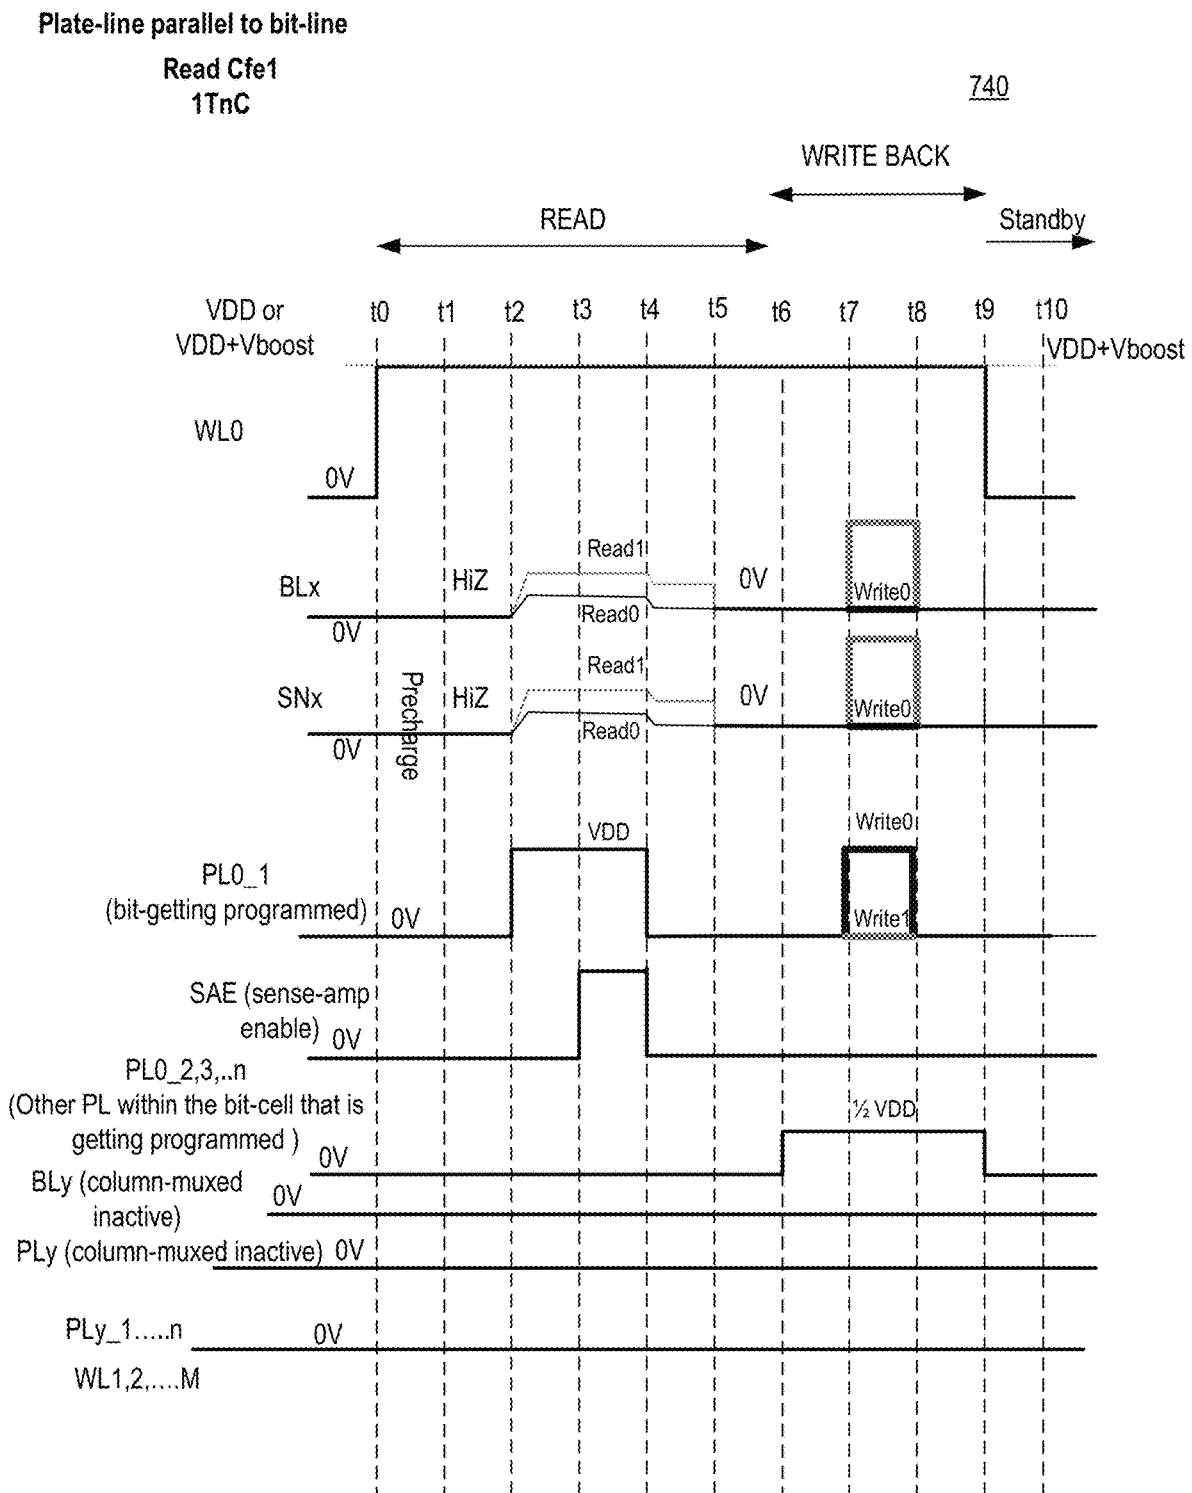 Plate-line parallel to bit-line
Read Cfe1
1TnC
740
WRITE BACK
READ
Standby
VDD or
VDD+Vboost
t0 t1 t2 t3 t4 t5 t6 t7 t8 t9 t10
VDD+Vboost
WL0
0V
Read1
HiZ
0V
Write0
BLx
Read0
0V
Read1
SNx
Precharge
HiZ
0V
Write0
Read0
0V
Write0
VDD
PL0_1
(bit-getting programmed)
0V
Write1
SAE (sense-amp
enable)
0V
PL0_2,3,..n
(Other PL within the bit-cell that is
getting programmed )
½ VDD
0V
BLy (column-muxed
inactive)
0V
PLy (column-muxed inactive) 0V
PLy_1.....n
0V
WL1,2,....M